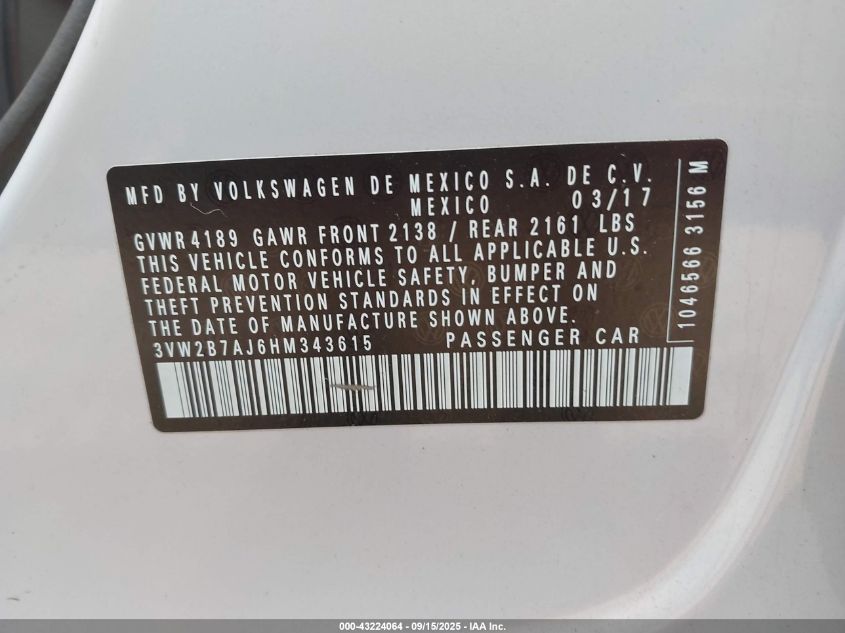 MFD BY VOLKSWAGEN DE MEXICO S.A. DE C.V.
MEXICO 03/17
GVWR 4189 GAWR FRONT 2138 / REAR 2161 LBS
THIS VEHICLE CONFORMS TO ALL APPLICABLE U.S.
FEDERAL MOTOR VEHICLE SAFETY, BUMPER AND
THEFT PREVENTION STANDARDS IN EFFECT ON
THE DATE OF MANUFACTURE SHOWN ABOVE.
3VW2B7AJ6HM343615 PASSENGER CAR
1046566 3156 M
000-43224064 - 09/15/2025 - IAA Inc.